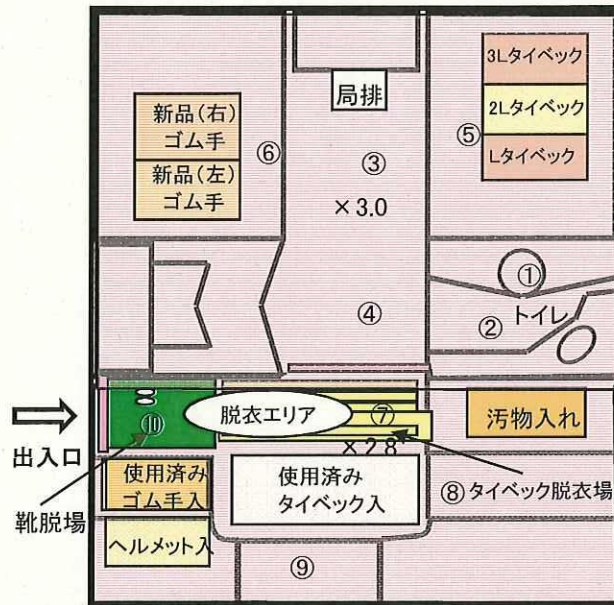 局排
3Lタイベック
2Lタイベック
Lタイベック
⑤
新品(右)
ゴム手
新品(左)
ゴム手
⑥
③
×3.0
①
②
トイレ
④
⑩
脱衣エリア
⑦
×2.8
汚物入れ
出入口
靴脱場
使用済み
ゴム手入
使用済み
タイベック入
⑧タイベック脱衣場
ヘルメット入
⑨